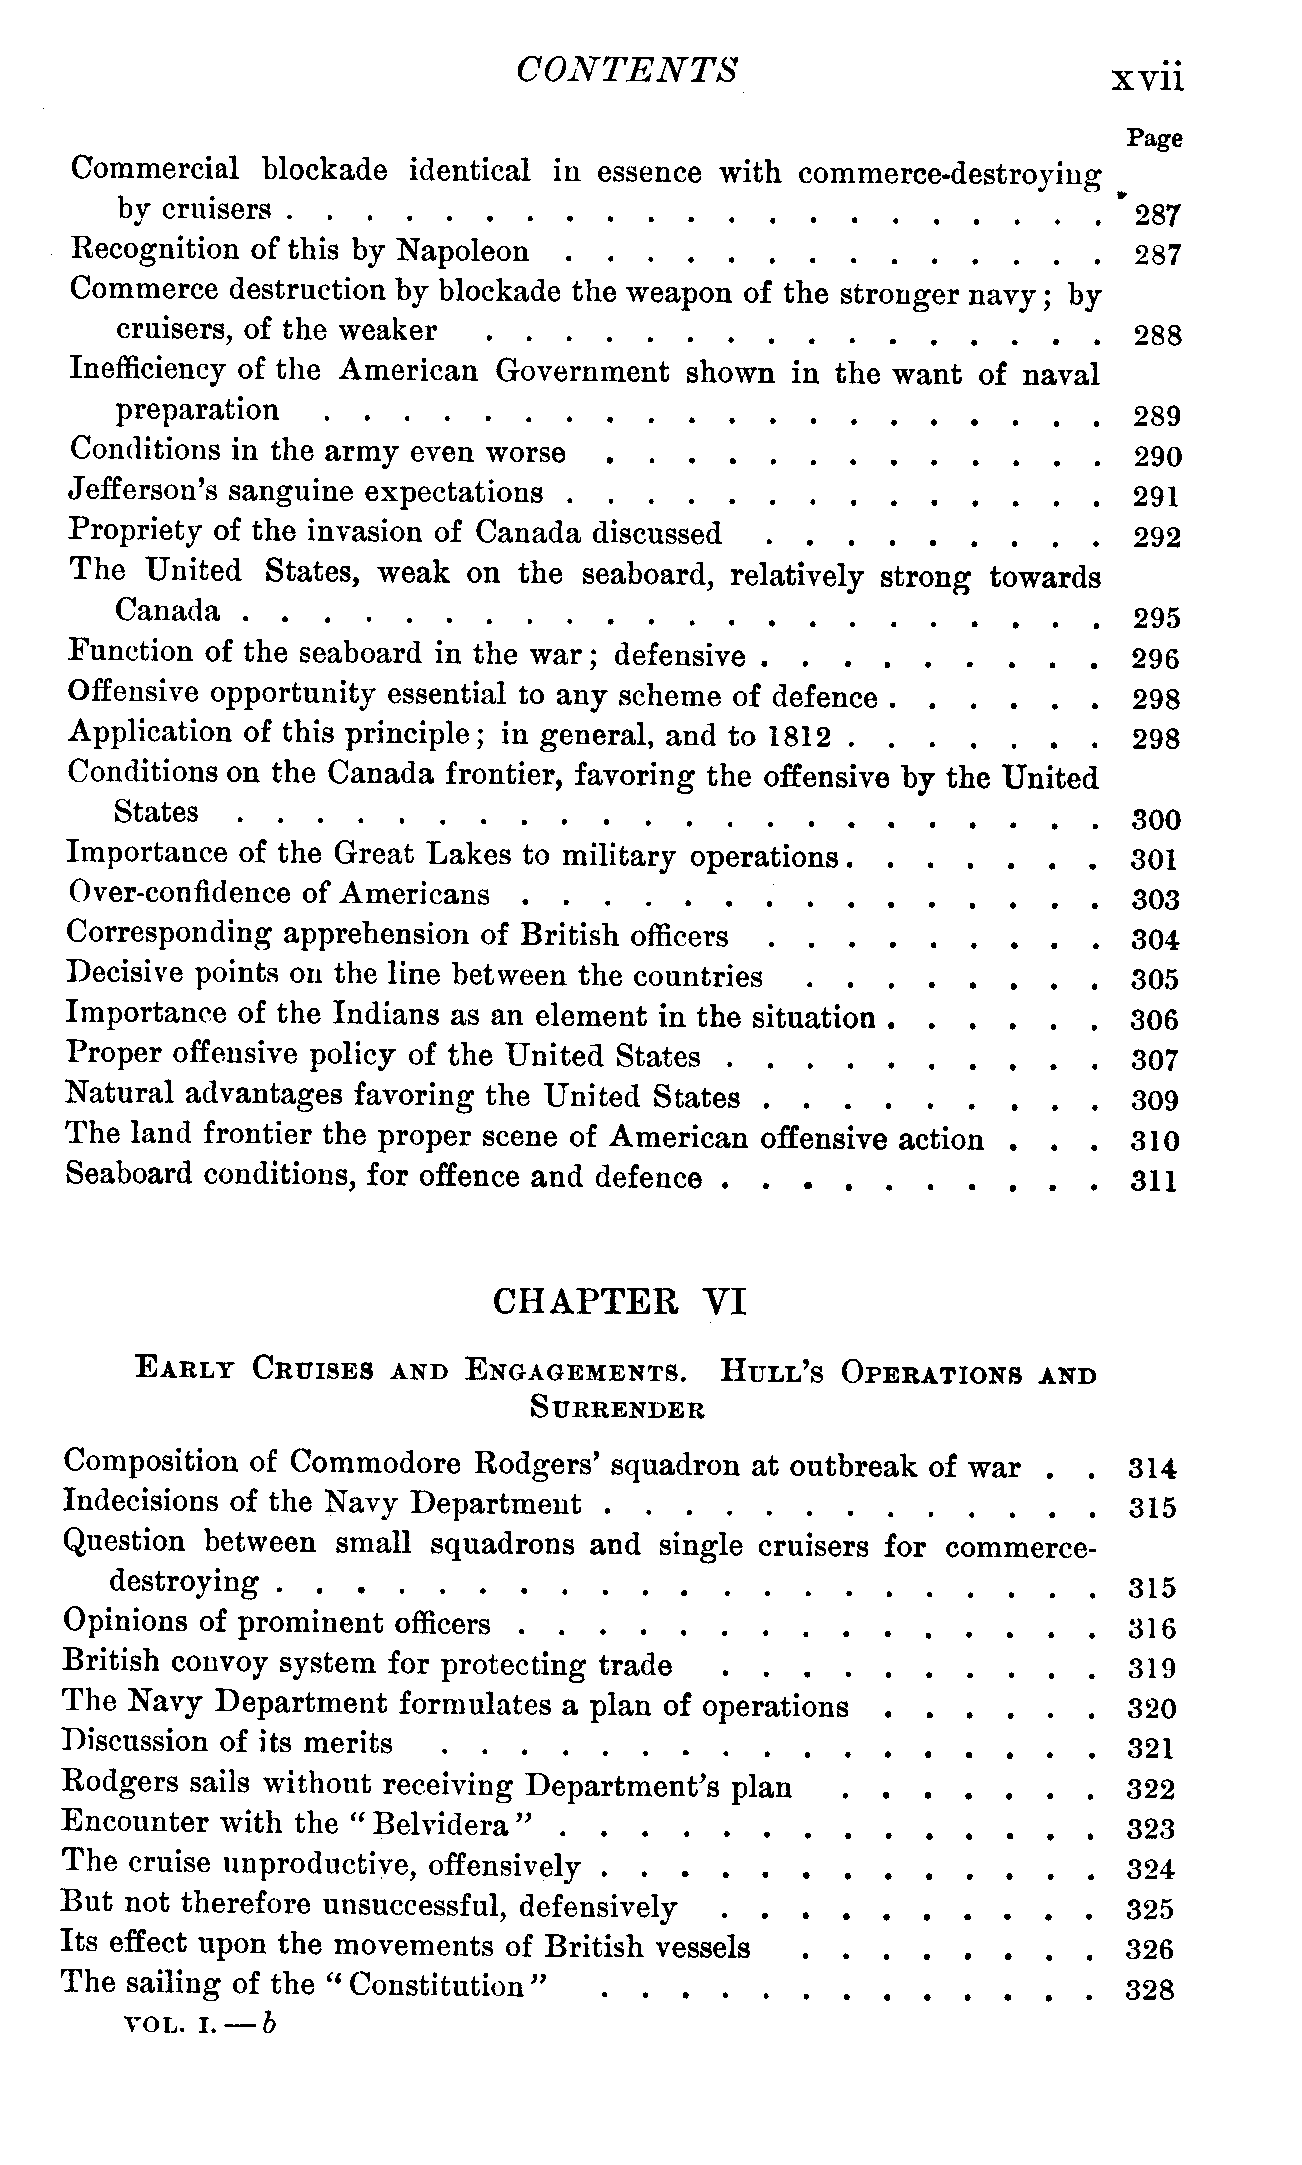 CONTENTS xvii
Page
Commercial blockade identical in essence with commerce-destroying
by cruisers . . . . . . . . . . . . . . . . . . . . . 287
Recognition of this by Napoleon . . . . . . . . . . . . . . 287
Commerce destruction by blockade the weapon of the stronger navy; by
cruisers, of the weaker . . . . . . . . . . . . . . . . 288
Inefficiency of the American Government shown in the want of naval
preparation . . . . . . . . . . . . . . . . . . . . 289
Conditions in the army even worse . . . . . . . . . . . . . 290
Jefferson's sanguine expectations . . . . . . . . . . . . . . 291
Propriety of the invasion of Canada discussed . . . . . . . . . 292
The United States, weak on the seaboard, relatively strong towards
Canada . . . . . . . . . . . . . . . . . . . . . . 295
Function of the seaboard in the war; defensive . . . . . . . . . 296
Offensive opportunity essential to any scheme of defence . . . . . . 298
Application of this principle; in general, and to 1812 . . . . . . . 298
Conditions on the Canada frontier, favoring the offensive by the United
States . . . . . . . . . . . . . . . . . . . . . . 300
Importance of the Great Lakes to military operations . . . . . . . 301
Over-confidence of Americans . . . . . . . . . . . . . . . 303
Corresponding apprehension of British officers . . . . . . . . . 304
Decisive points on the line between the countries . . . . . . . . 305
Importance of the Indians as an element in the situation . . . . . . 306
Proper offensive policy of the United States . . . . . . . . . . 307
Natural advantages favoring the United States . . . . . . . . . 309
The land frontier the proper scene of American offensive action . . . 310
Seaboard conditions, for offence and defence . . . . . . . . . . 311
CHAPTER VI
EARLY CRUISES AND ENGAGEMENTS. HULL'S OPERATIONS AND
SURRENDER
Composition of Commodore Rodgers' squadron at outbreak of war . . 314
Indecisions of the Navy Department . . . . . . . . . . . . . 315
Question between small squadrons and single cruisers for commerce-
destroying . . . . . . . . . . . . . . . . . . . . . 315
Opinions of prominent officers . . . . . . . . . . . . . . . 316
British convoy system for protecting trade . . . . . . . . . . 319
The Navy Department formulates a plan of operations . . . . . . 320
Discussion of its merits . . . . . . . . . . . . . . . . . 321
Rodgers sails without receiving Department's plan . . . . . . . 322
Encounter with the "Belvidera" . . . . . . . . . . . . . . 323
The cruise unproductive, offensively . . . . . . . . . . . . . 324
But not therefore unsuccessful, defensively . . . . . . . . . . 325
Its effect upon the movements of British vessels . . . . . . . . 326
The sailing of the "Constitution" . . . . . . . . . . . . . 328
VOL. I.—b